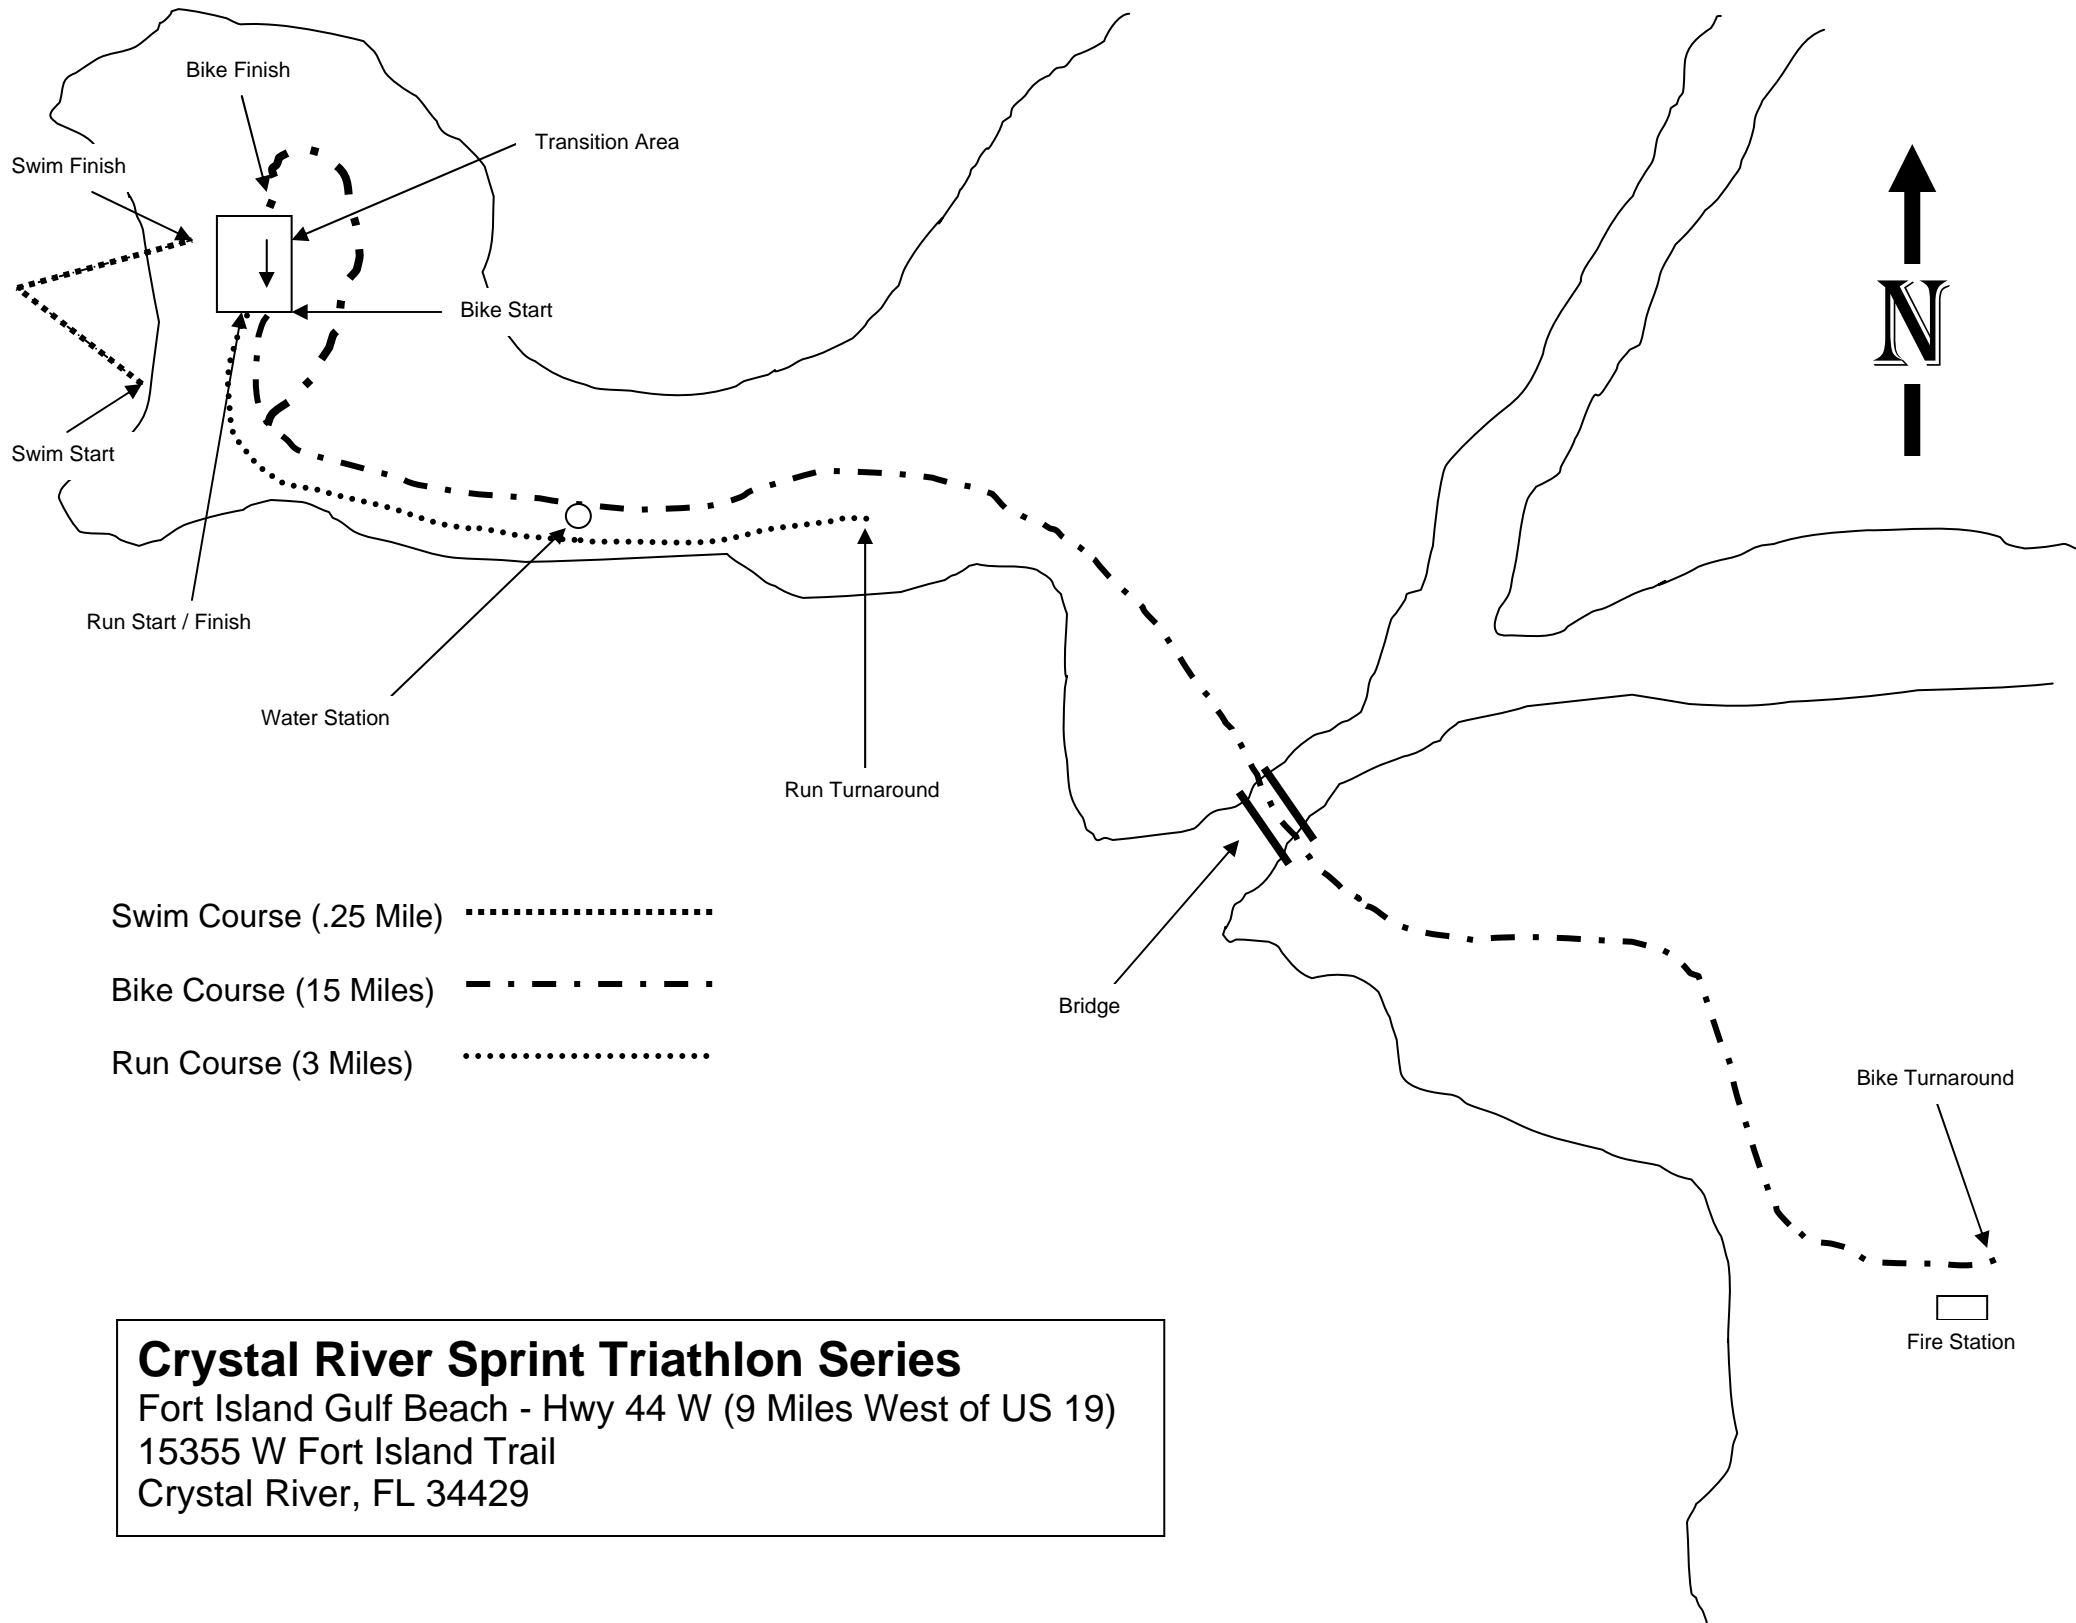 Bike Finish
Transition Area
Swim Finish
Bike Start
N
Swim Start
Run Start / Finish
Water Station
Run Turnaround
Swim Course (.25 Mile)
Bike Course (15 Miles)
Bridge
Run Course (3 Miles)
Bike Turnaround
Fire Station
Crystal River Sprint Triathlon Series
Fort Island Gulf Beach - Hwy 44 W (9 Miles West of US 19)
15355 W Fort Island Trail
Crystal River, FL 34429